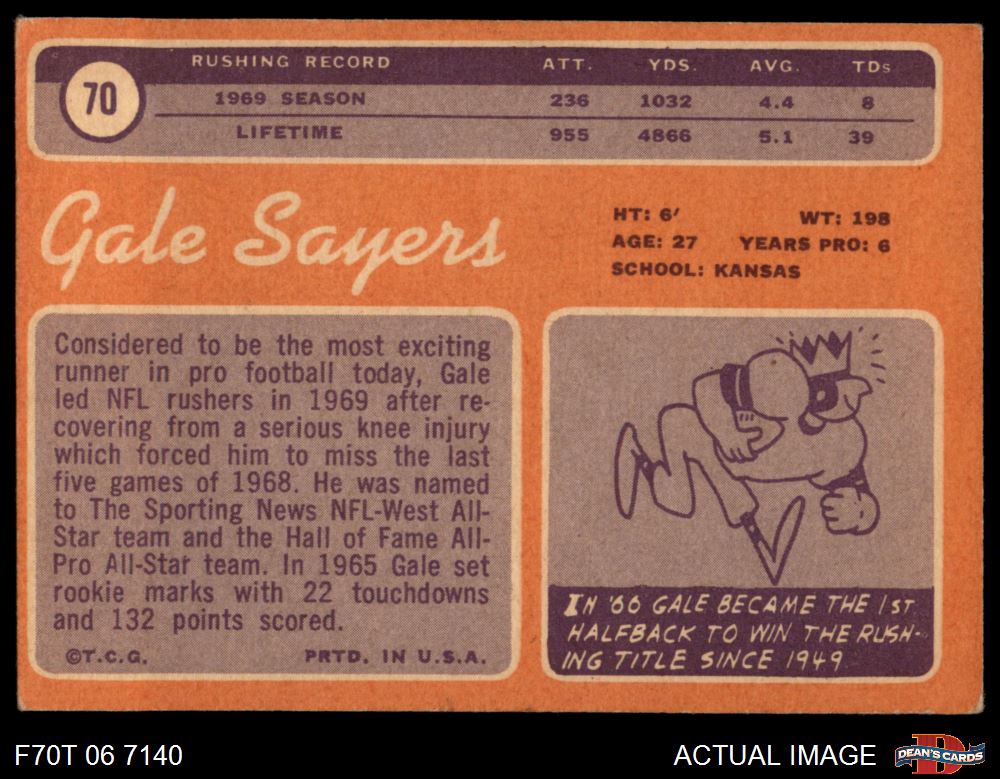 RUSHING RECORD ATT. YDS. AVG. TDs
70
1969 SEASON 236 1032 4.4 8
LIFETIME 955 4866 5.1 39
Gale Sayers
HT: 6' WT: 198
AGE: 27 YEARS PRO: 6
SCHOOL: KANSAS
Considered to be the most exciting
runner in pro football today, Gale
led NFL rushers in 1969 after re-
covering from a serious knee injury
which forced him to miss the last
five games of 1968. He was named
to The Sporting News NFL-West All-
Star team and the Hall of Fame All-
Pro All-Star team. In 1965 Gale set
rookie marks with 22 touchdowns
and 132 points scored.
©T.C.G. PRTD. IN U.S.A.
IN '66 GALE BECAME THE 1ST
HALFBACK TO WIN THE RUSH-
ING TITLE SINCE 1949
F70T 06 7140
ACTUAL IMAGE
D
DEAN'S CARDS